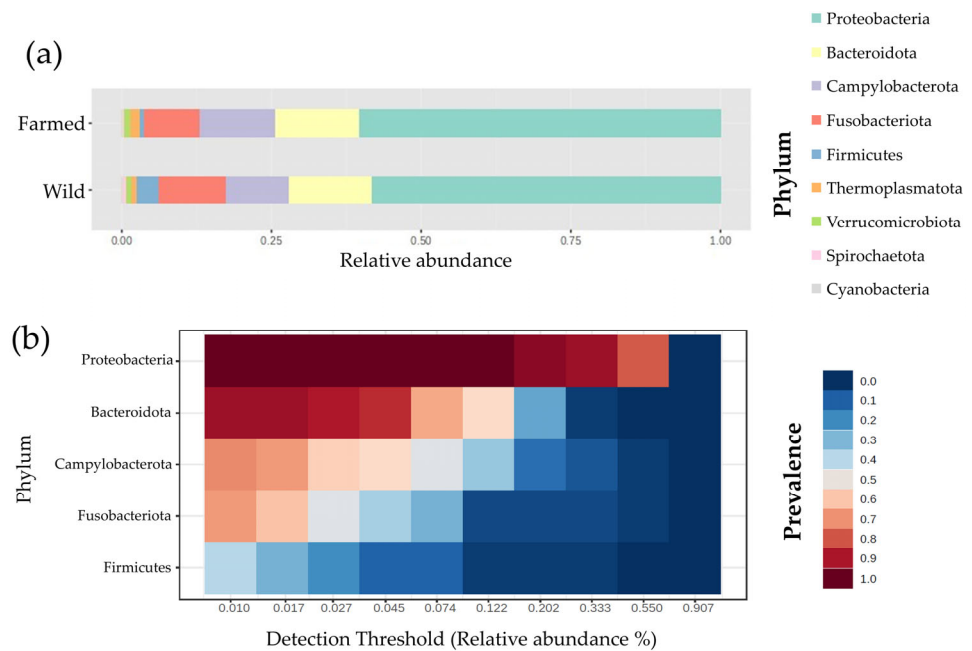 (a)
Farmed
Wild
0.00 0.25 0.50 0.75 1.00
Relative abundance
Phylum
Proteobacteria
Bacteroidota
Campylobacterota
Fusobacteriota
Firmicutes
Thermoplasmatota
Verrucomicrobiota
Spirochaetota
Cyanobacteria
(b)
Phylum
Proteobacteria
Bacteroidota
Campylobacterota
Fusobacteriota
Firmicutes
0.010 0.017 0.027 0.045 0.074 0.122 0.202 0.333 0.550 0.907
Detection Threshold (Relative abundance %)
Prevalence
0.0
0.1
0.2
0.3
0.4
0.5
0.6
0.7
0.8
0.9
1.0